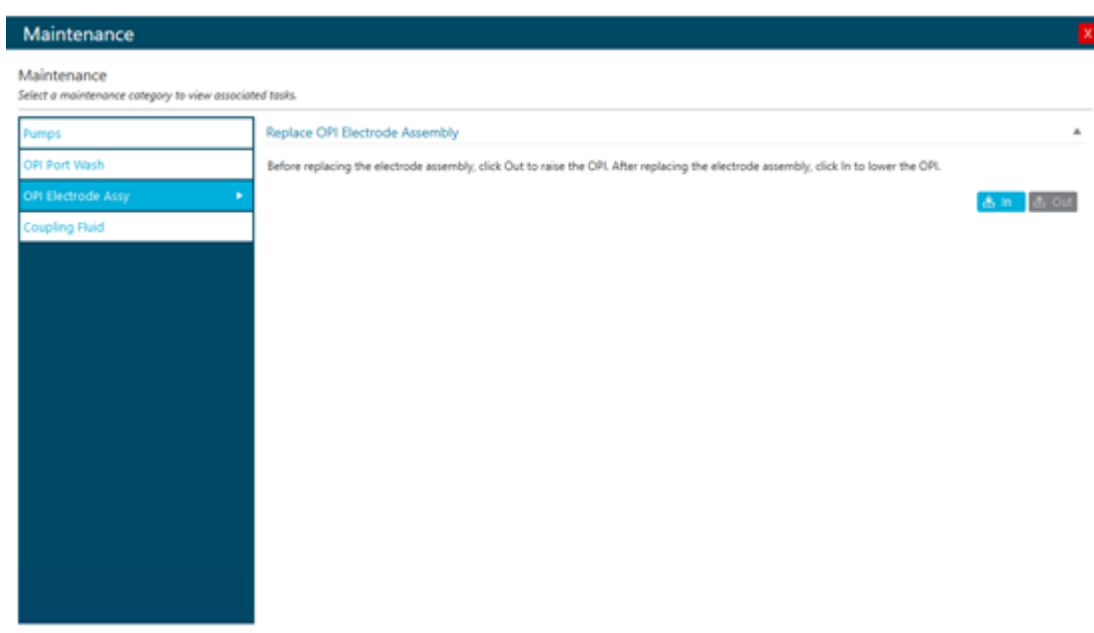 Maintenance
X
Maintenance
Select a maintenance category to view associated tasks.
Pumps
OPI Port Wash
OPI Electrode Assy
Coupling Fluid
Replace OPI Electrode Assembly
Before replacing the electrode assembly, click Out to raise the OPI. After replacing the electrode assembly, click In to lower the OPI.
In
Out